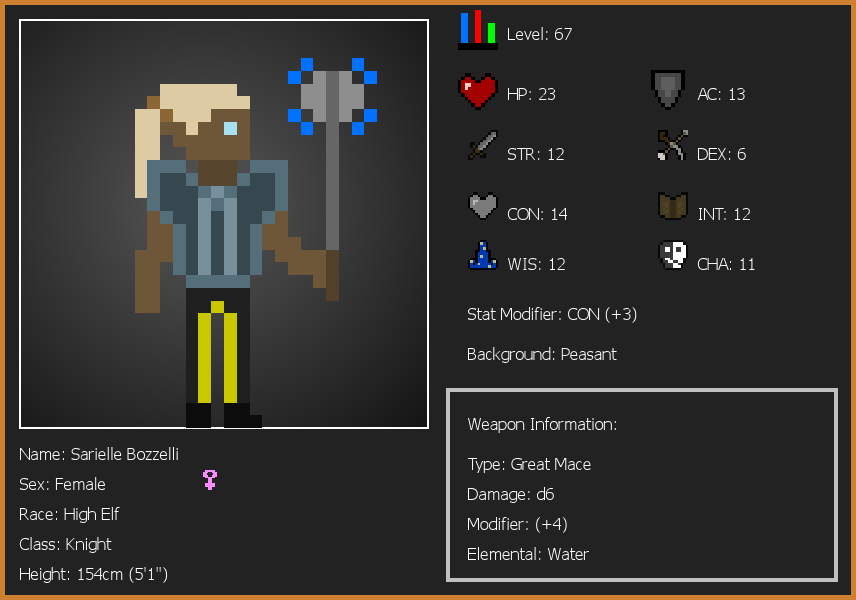 Level: 67
HP: 23
AC: 13
STR: 12
DEX: 6
CON: 14
INT: 12
WIS: 12
CHA: 11
Stat Modifier: CON (+3)
Background: Peasant
Weapon Information:
Type: Great Mace
Damage: d6
Modifier: (+4)
Elemental: Water
Name: Sarielle Bozzelli
Sex: Female
Race: High Elf
Class: Knight
Height: 154cm (5'1")